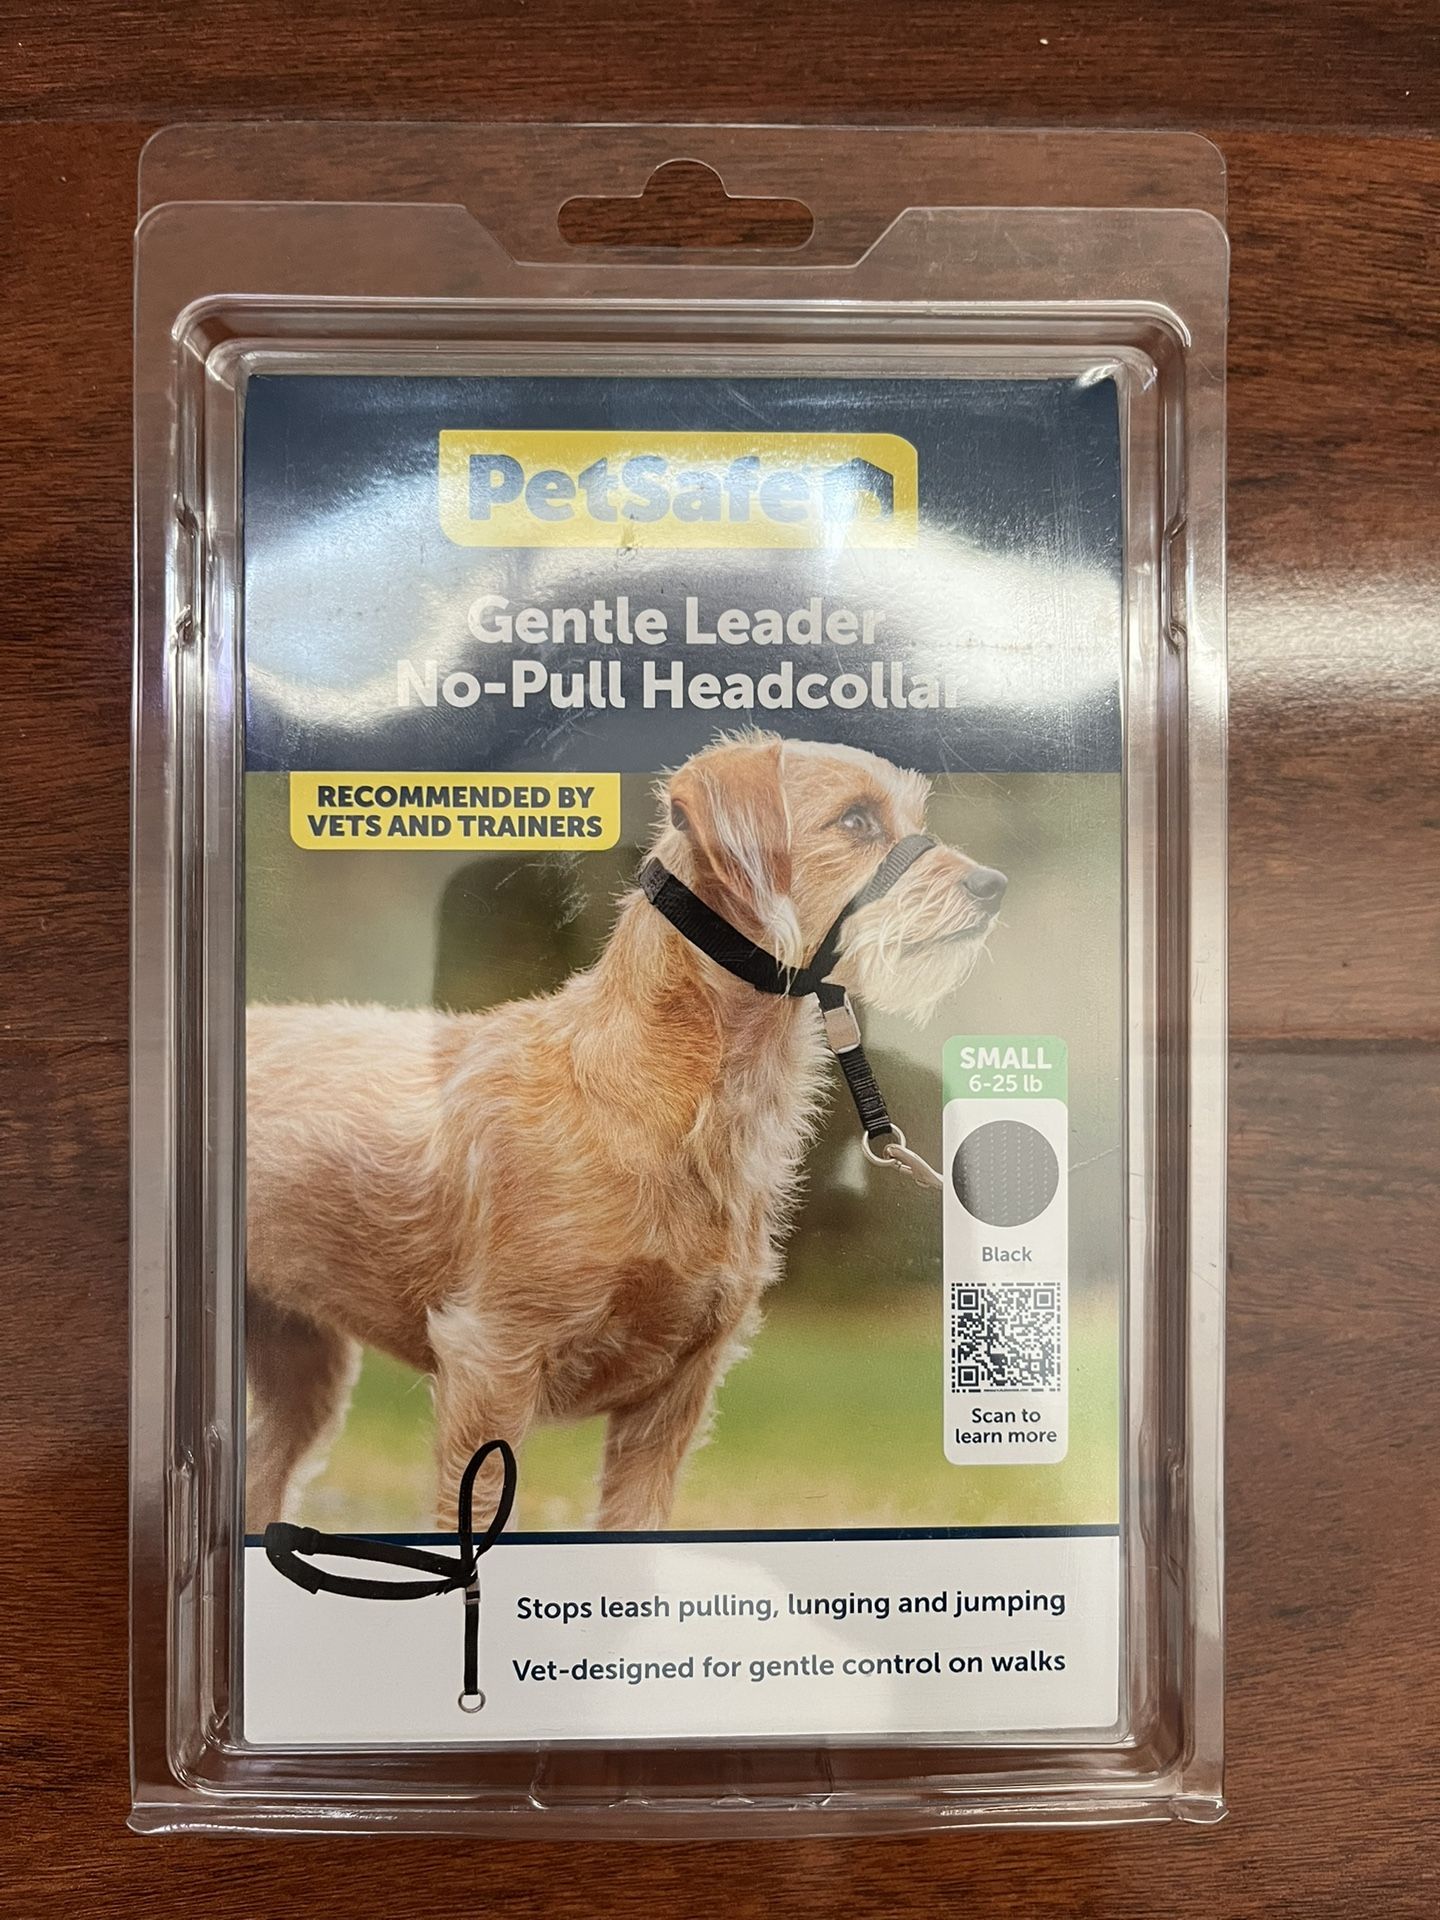 PetSafe
Gentle Leader
No-Pull Headcollar
RECOMMENDED BY
VETS AND TRAINERS
SMALL
6-25 lb
Black
Scan to
learn more
Stops leash pulling, lunging and jumping
Vet-designed for gentle control on walks